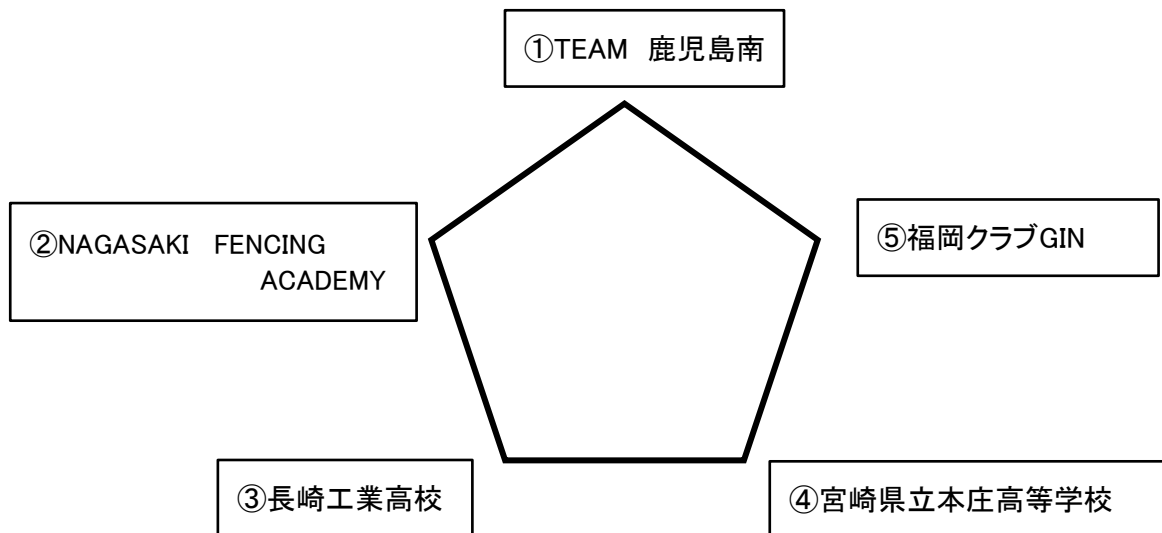 ①TEAM　鹿児島南
②NAGASAKI　FENCING
ACADEMY
⑤福岡クラブGIN
③長崎工業高校
④宮崎県立本庄高等学校